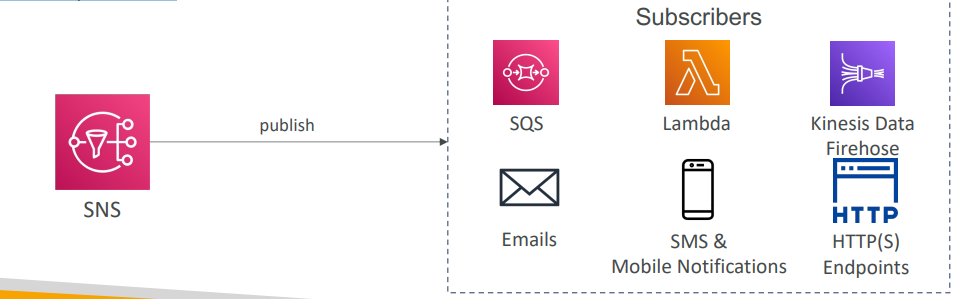 Subscribers
publish
SNS
SQS
Lambda
Kinesis Data
Firehose
HTTP
Emails
SMS &
Mobile Notifications
HTTP(S)
Endpoints